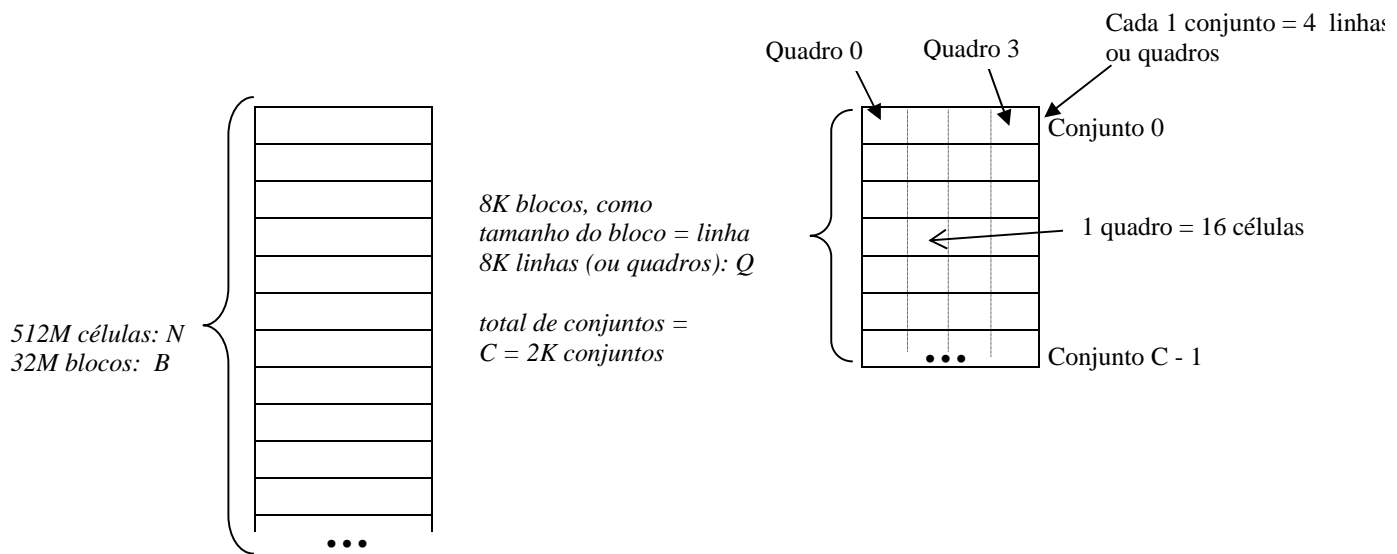 Cada 1 conjunto = 4 linhas
ou quadros
Quadro 0
Quadro 3
Conjunto 0
8K blocos, como
tamanho do bloco = linha
8K linhas (ou quadros): Q
1 quadro = 16 células
total de conjuntos =
C = 2K conjuntos
512M células: N
32M blocos: B
Conjunto C - 1